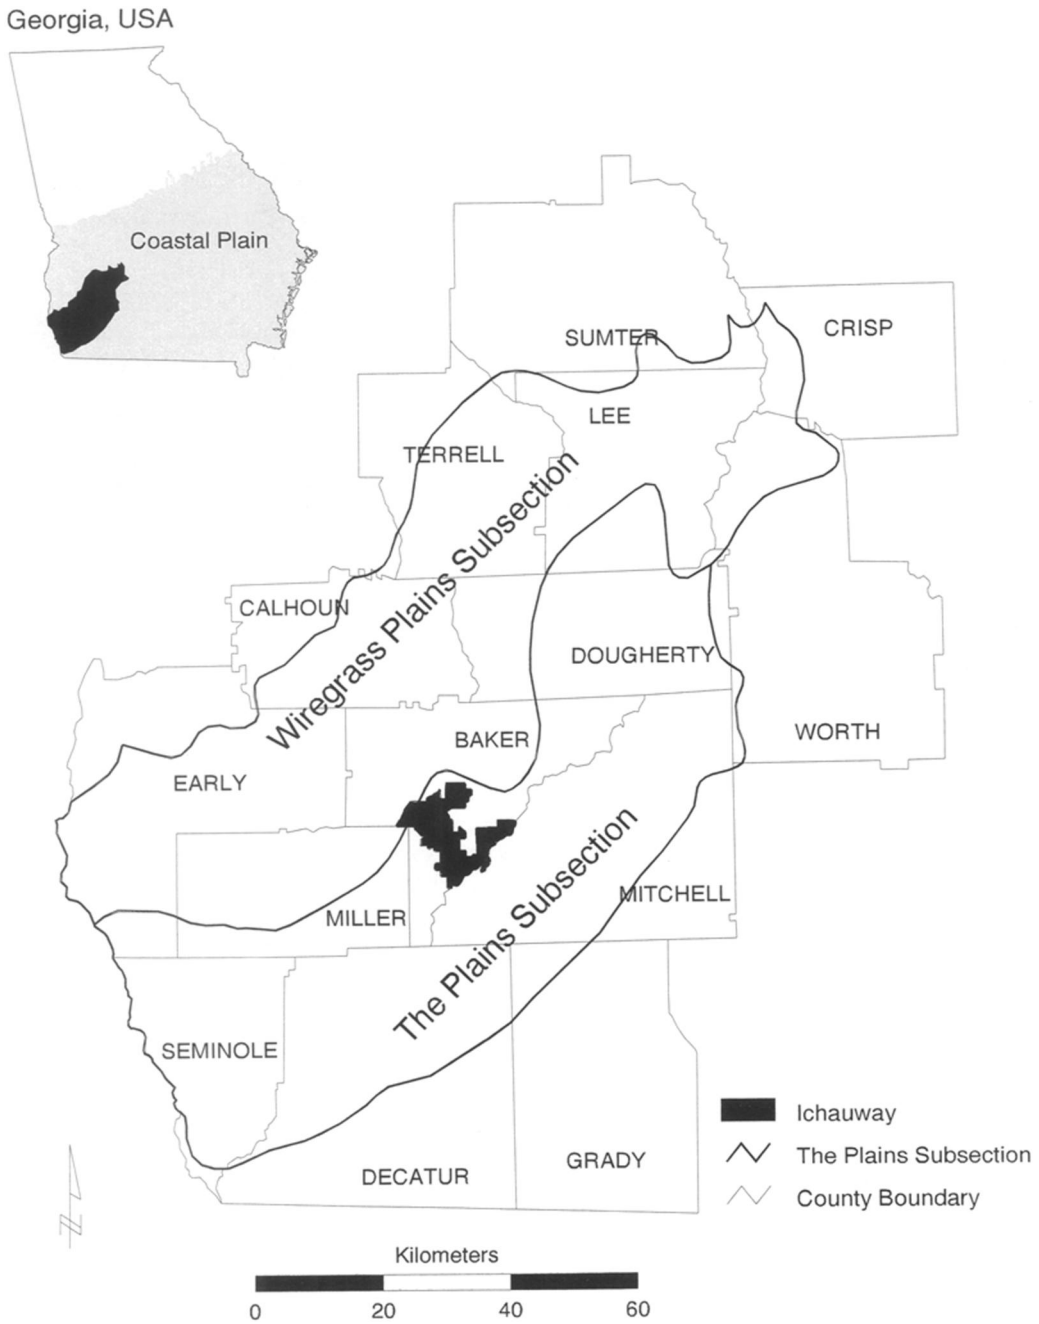 Georgia, USA
Coastal Plain
SUMTER
CRISP
LEE
TERRELL
Wiregrass Plains Subsection
CALHOUN
DOUGHERTY
BAKER
WORTH
EARLY
The Plains Subsection
MITCHELL
MILLER
SEMINOLE
DECATUR
GRADY
Ichauway
The Plains Subsection
County Boundary
N
Kilometers
0 20 40 60